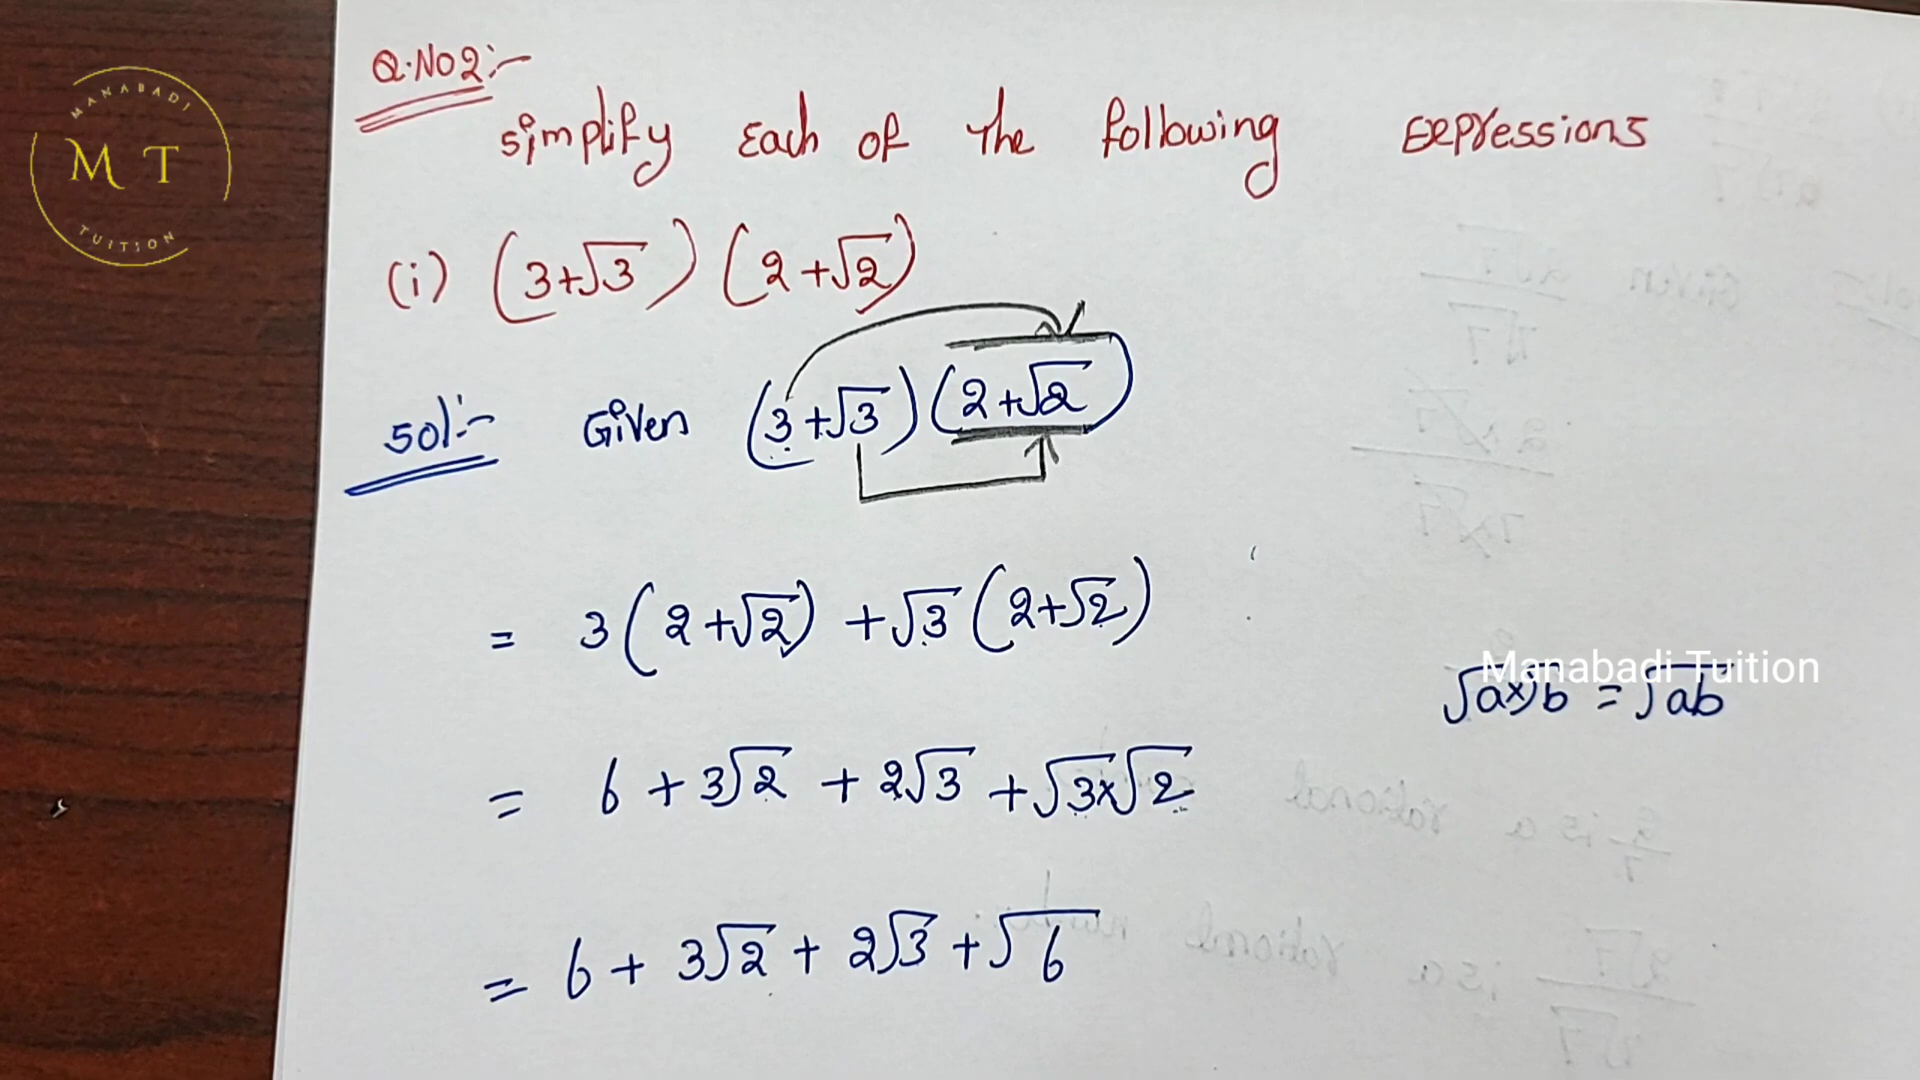 MANABADI
MT
TUITION
Q.NO2:-
Simplify Each of The following Expressions
(i) (3+√3) (2+√2)
Sol:- Given (3+√3)(2+√2)
= 3(2+√2) +√3(2+√2)
Manabadi Tuition
√a×√b = √ab
= 6 + 3√2 + 2√3 + √3×√2
= 6 + 3√2 + 2√3 + √6